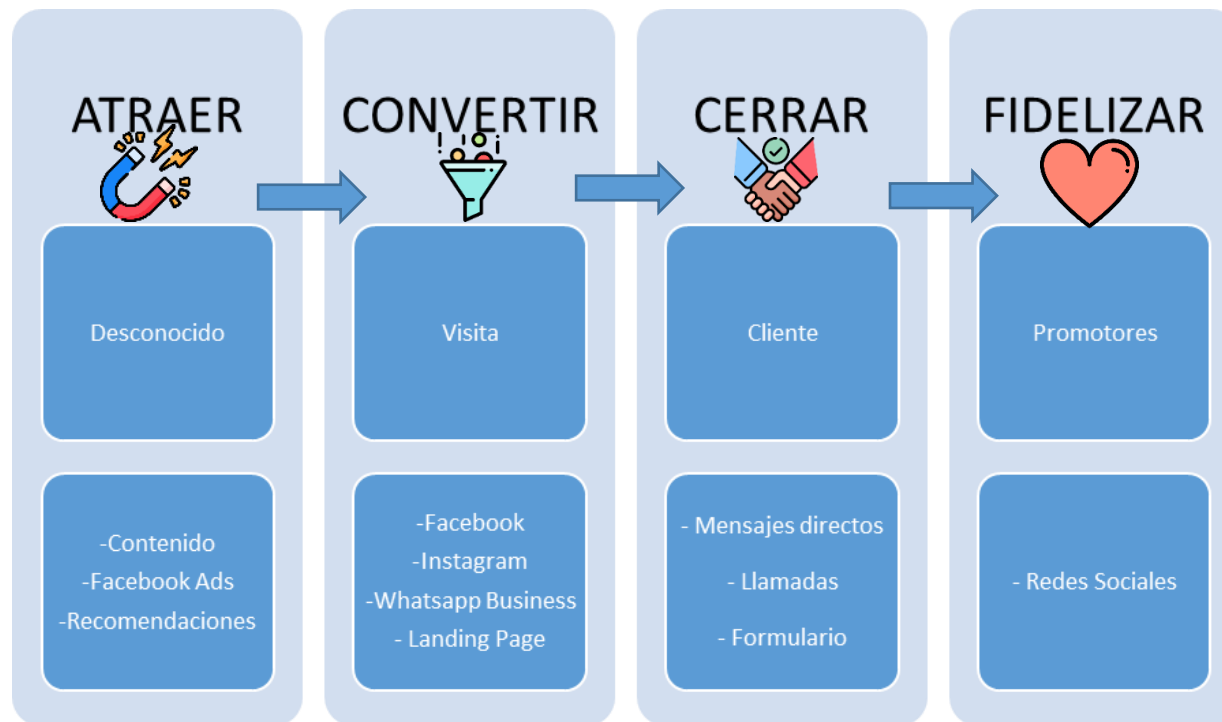 ATRAER
CONVERTIR
CERRAR
FIDELIZAR
Desconocido
Visita
Cliente
Promotores
-Contenido
-Facebook Ads
-Recomendaciones
-Facebook
-Instagram
-Whatsapp Business
- Landing Page
- Mensajes directos
- Llamadas
- Formulario
- Redes Sociales